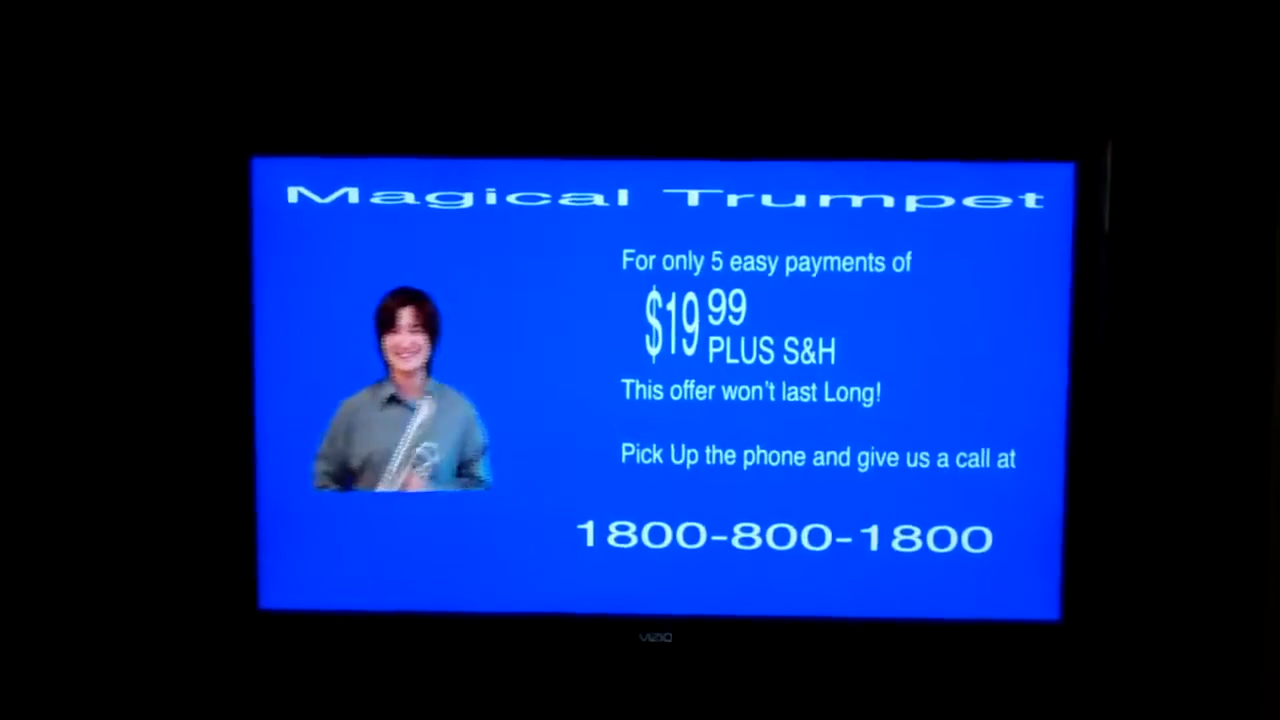 Magical Trumpet
For only 5 easy payments of
$19 99
PLUS S&H
This offer won't last Long!
Pick Up the phone and give us a call at
1800-800-1800
VIZIO